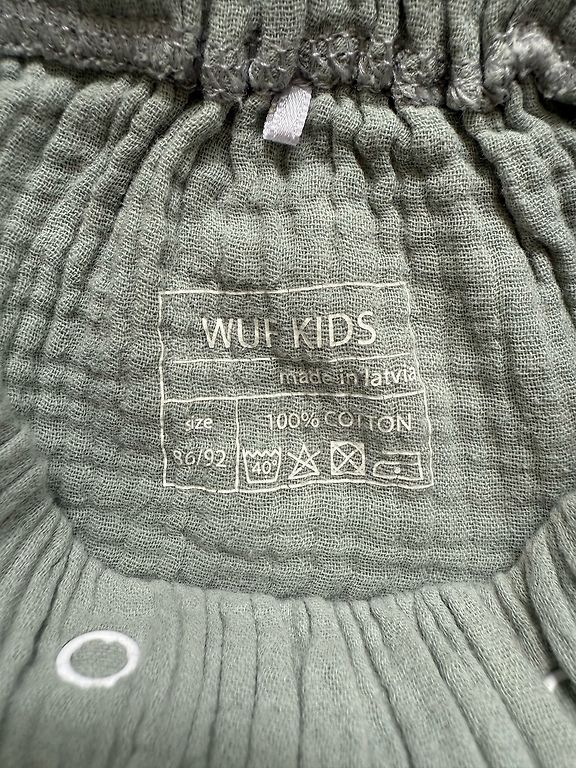 WUF KIDS
made in latvia
size
100% COTTON
86/92
40